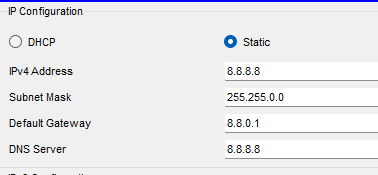 IP Configuration
DHCP Static
IPv4 Address 8.8.8.8
Subnet Mask 255.255.0.0
Default Gateway 8.8.0.1
DNS Server 8.8.8.8